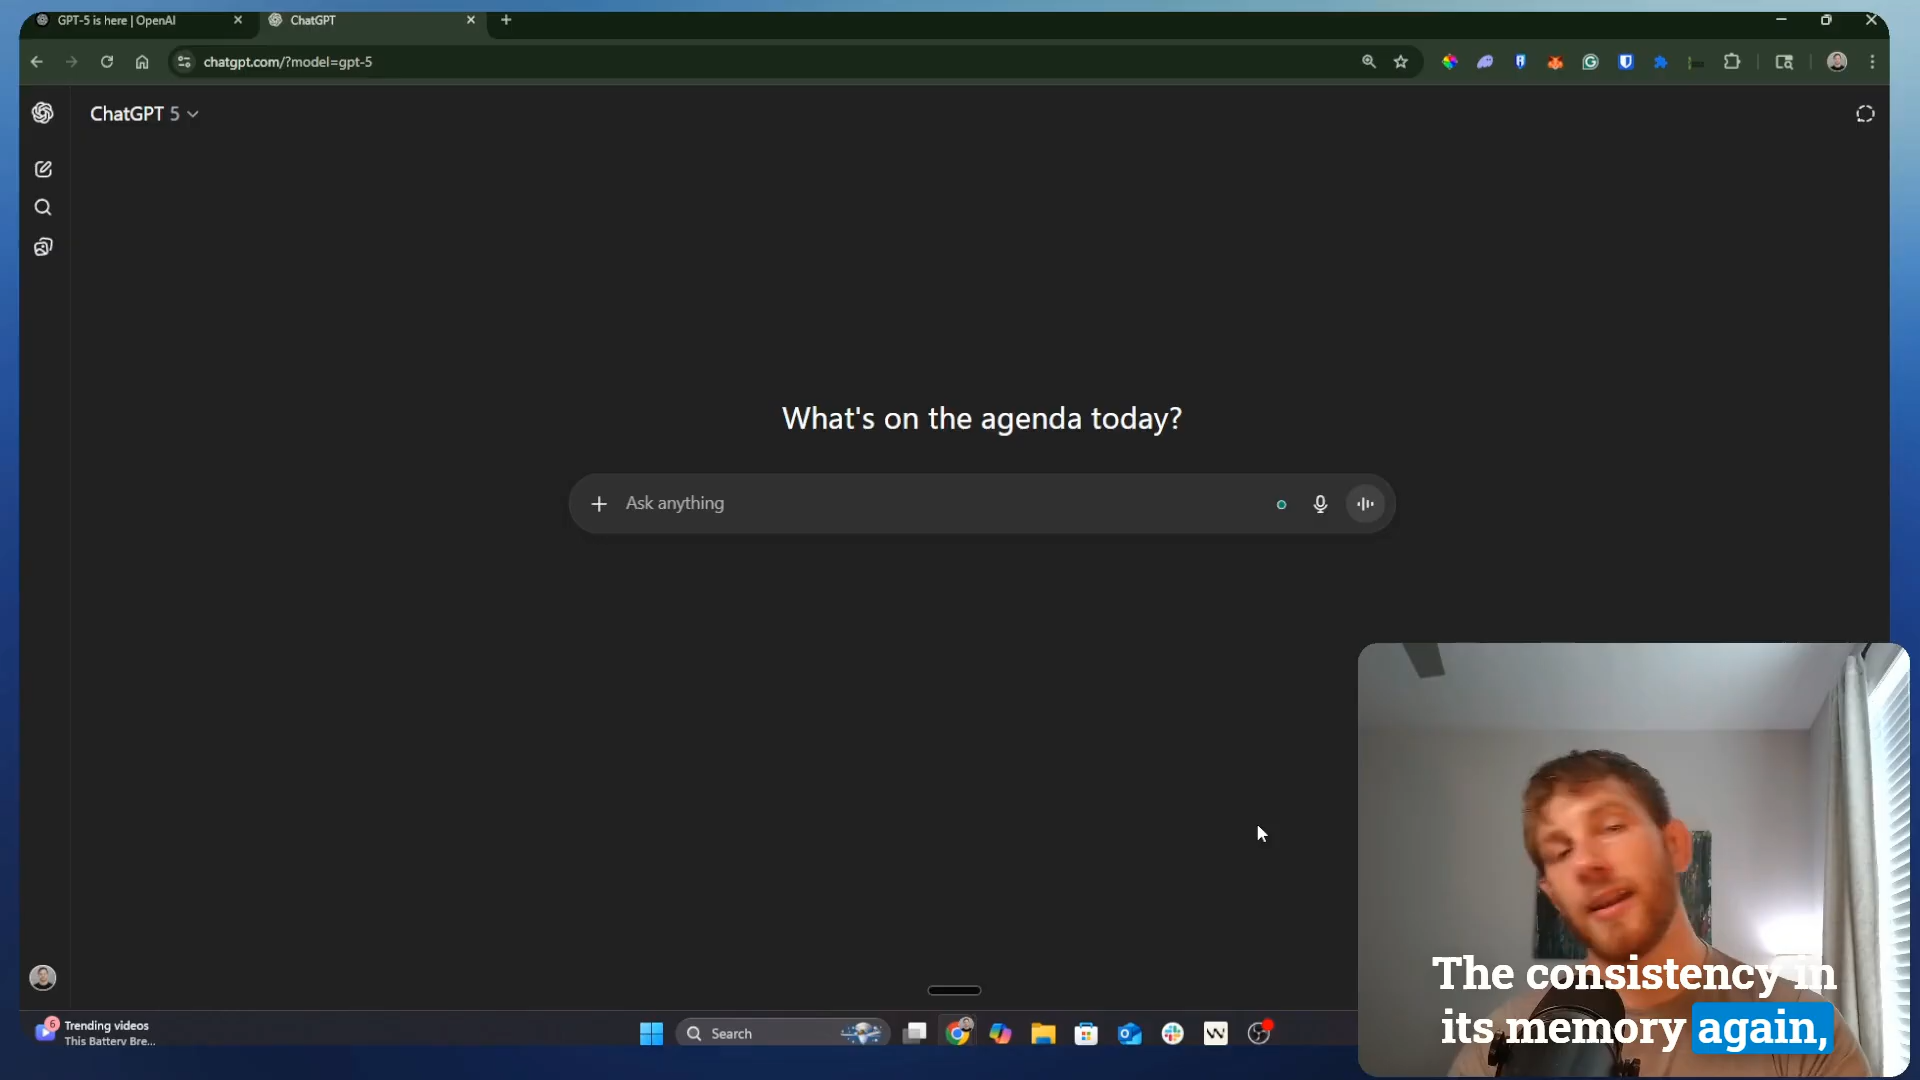 GPT-5 is here | OpenAI
ChatGPT
chatgpt.com/?model=gpt-5
ChatGPT 5
What's on the agenda today?
Ask anything
The consistency in
its memory again,
6
Trending videos
This Battery Bre...
Search